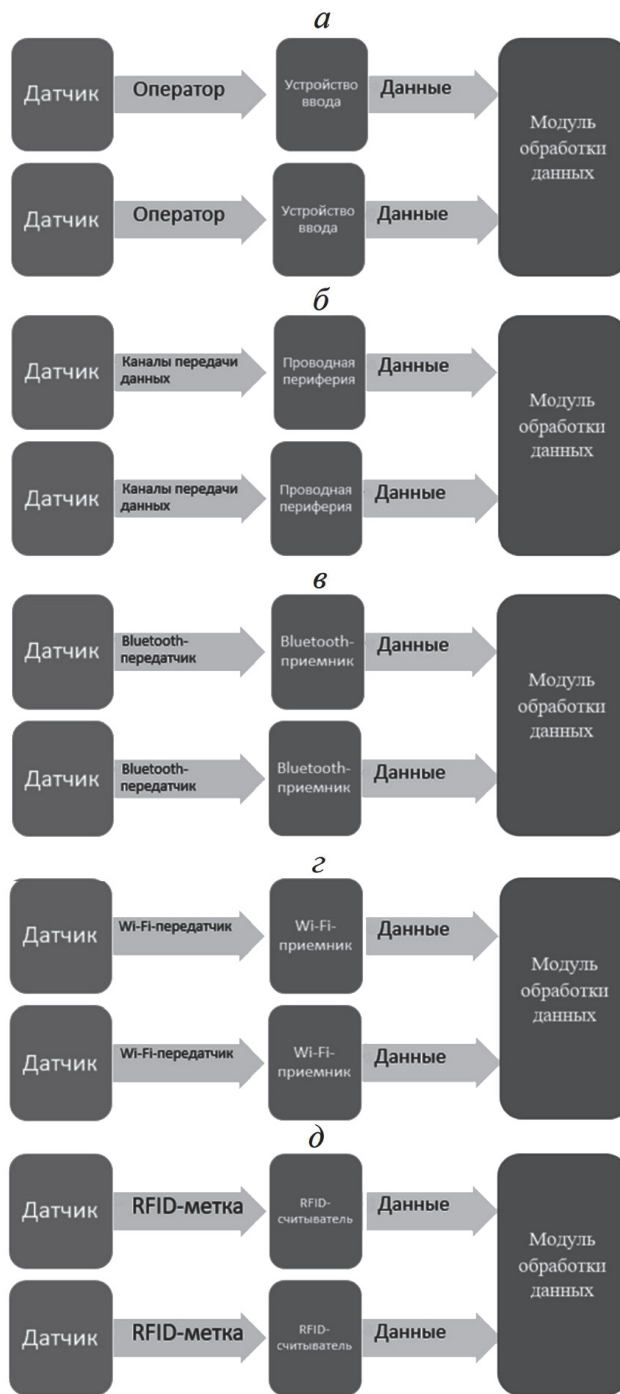 а
Датчик
Оператор
Устройство
ввода
Данные
Модуль
обработки
данных
Датчик
Оператор
Устройство
ввода
Данные
б
Датчик
Каналы передачи
данных
Проводная
периферия
Данные
Модуль
обработки
данных
Датчик
Каналы передачи
данных
Проводная
периферия
Данные
в
Датчик
Bluetooth-
передатчик
Bluetooth-
приемник
Данные
Модуль
обработки
данных
Датчик
Bluetooth-
передатчик
Bluetooth-
приемник
Данные
г
Датчик
Wi-Fi-передатчик
Wi-Fi-
приемник
Данные
Модуль
обработки
данных
Датчик
Wi-Fi-передатчик
Wi-Fi-
приемник
Данные
д
Датчик
RFID-метка
RFID-
считыватель
Данные
Модуль
обработки
данных
Датчик
RFID-метка
RFID-
считыватель
Данные